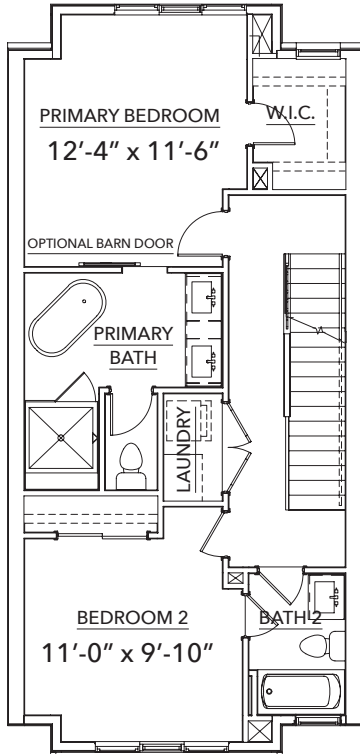 PRIMARY BEDROOM
12'-4” x 11'-6”
W.I.C.
OPTIONAL BARN DOOR
PRIMARY
BATH
LAUNDRY
BEDROOM 2
11'-0” x 9'-10”
BATH 2